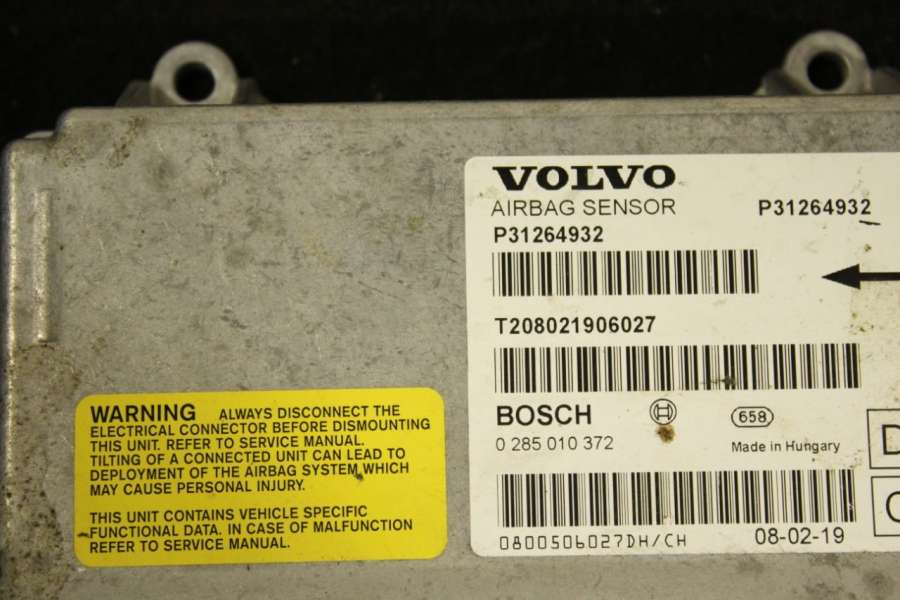 VOLVO
AIRBAG SENSOR P31264932
P31264932
T208021906027
BOSCH 658
0 285 010 372 Made in Hungary
D
C
0800506027DH/CH 08-02-19
WARNING ALWAYS DISCONNECT THE
ELECTRICAL CONNECTOR BEFORE DISMOUNTING
THIS UNIT. REFER TO SERVICE MANUAL.
TILTING OF A CONNECTED UNIT CAN LEAD TO
DEPLOYMENT OF THE AIRBAG SYSTEM WHICH
MAY CAUSE PERSONAL INJURY.
THIS UNIT CONTAINS VEHICLE SPECIFIC
FUNCTIONAL DATA. IN CASE OF MALFUNCTION
REFER TO SERVICE MANUAL.